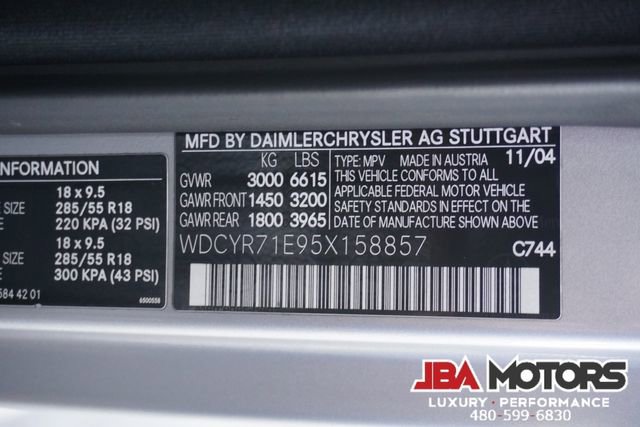 INFORMATION
18 x 9.5
SIZE 285/55 R18
220 KPA (32 PSI)
18 x 9.5
SIZE 285/55 R18
300 KPA (43 PSI)
584 42 01
6500558
MFD BY DAIMLERCHRYSLER AG STUTTGART
KG LBS
GVWR 3000 6615
GAWR FRONT 1450 3200
GAWR REAR 1800 3965
TYPE: MPV MADE IN AUSTRIA 11/04
THIS VEHICLE CONFORMS TO ALL
APPLICABLE FEDERAL MOTOR VEHICLE
SAFETY STANDARDS IN EFFECT ON THE
DATE OF MANUFACTURE SHOWN ABOVE.
WDCYR71E95X158857
C744
JBA MOTORS
LUXURY · PERFORMANCE
480-599-6830